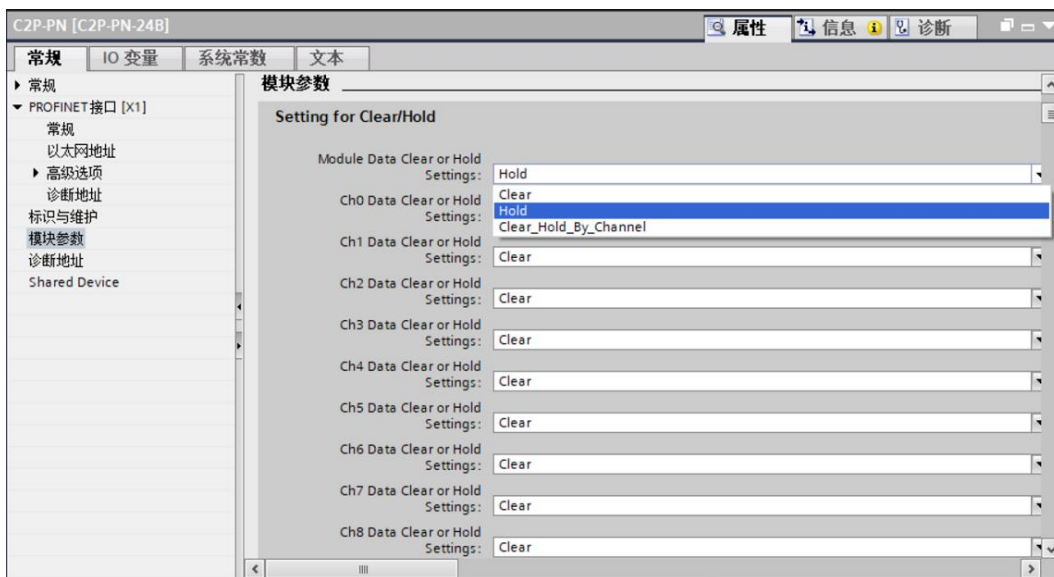 C2P-PN [C2P-PN-24B]
属性
信息
诊断
常规
IO 变量
系统常数
文本
常规
PROFINET接口 [X1]
常规
以太网地址
高级选项
诊断地址
标识与维护
模块参数
诊断地址
Shared Device
模块参数
Setting for Clear/Hold
Module Data Clear or Hold
Settings: Hold
Clear
Hold
Clear_Hold_By_Channel
Ch0 Data Clear or Hold
Settings:
Ch1 Data Clear or Hold
Settings: Clear
Ch2 Data Clear or Hold
Settings: Clear
Ch3 Data Clear or Hold
Settings: Clear
Ch4 Data Clear or Hold
Settings: Clear
Ch5 Data Clear or Hold
Settings: Clear
Ch6 Data Clear or Hold
Settings: Clear
Ch7 Data Clear or Hold
Settings: Clear
Ch8 Data Clear or Hold
Settings: Clear